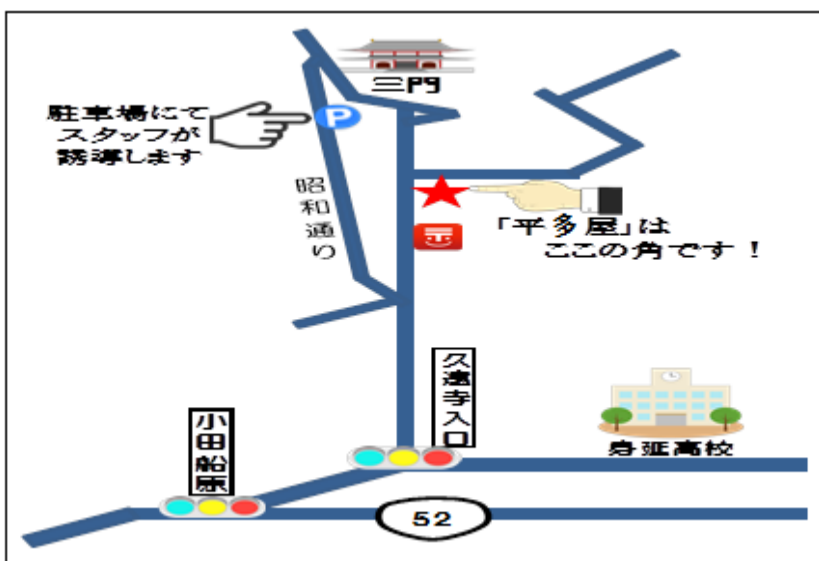 三門
駐車場にて
スタッフが
誘導します
P
昭和通り
「平多屋」は
ここの角です！
久遠寺入口
小田船原
身延高校
52